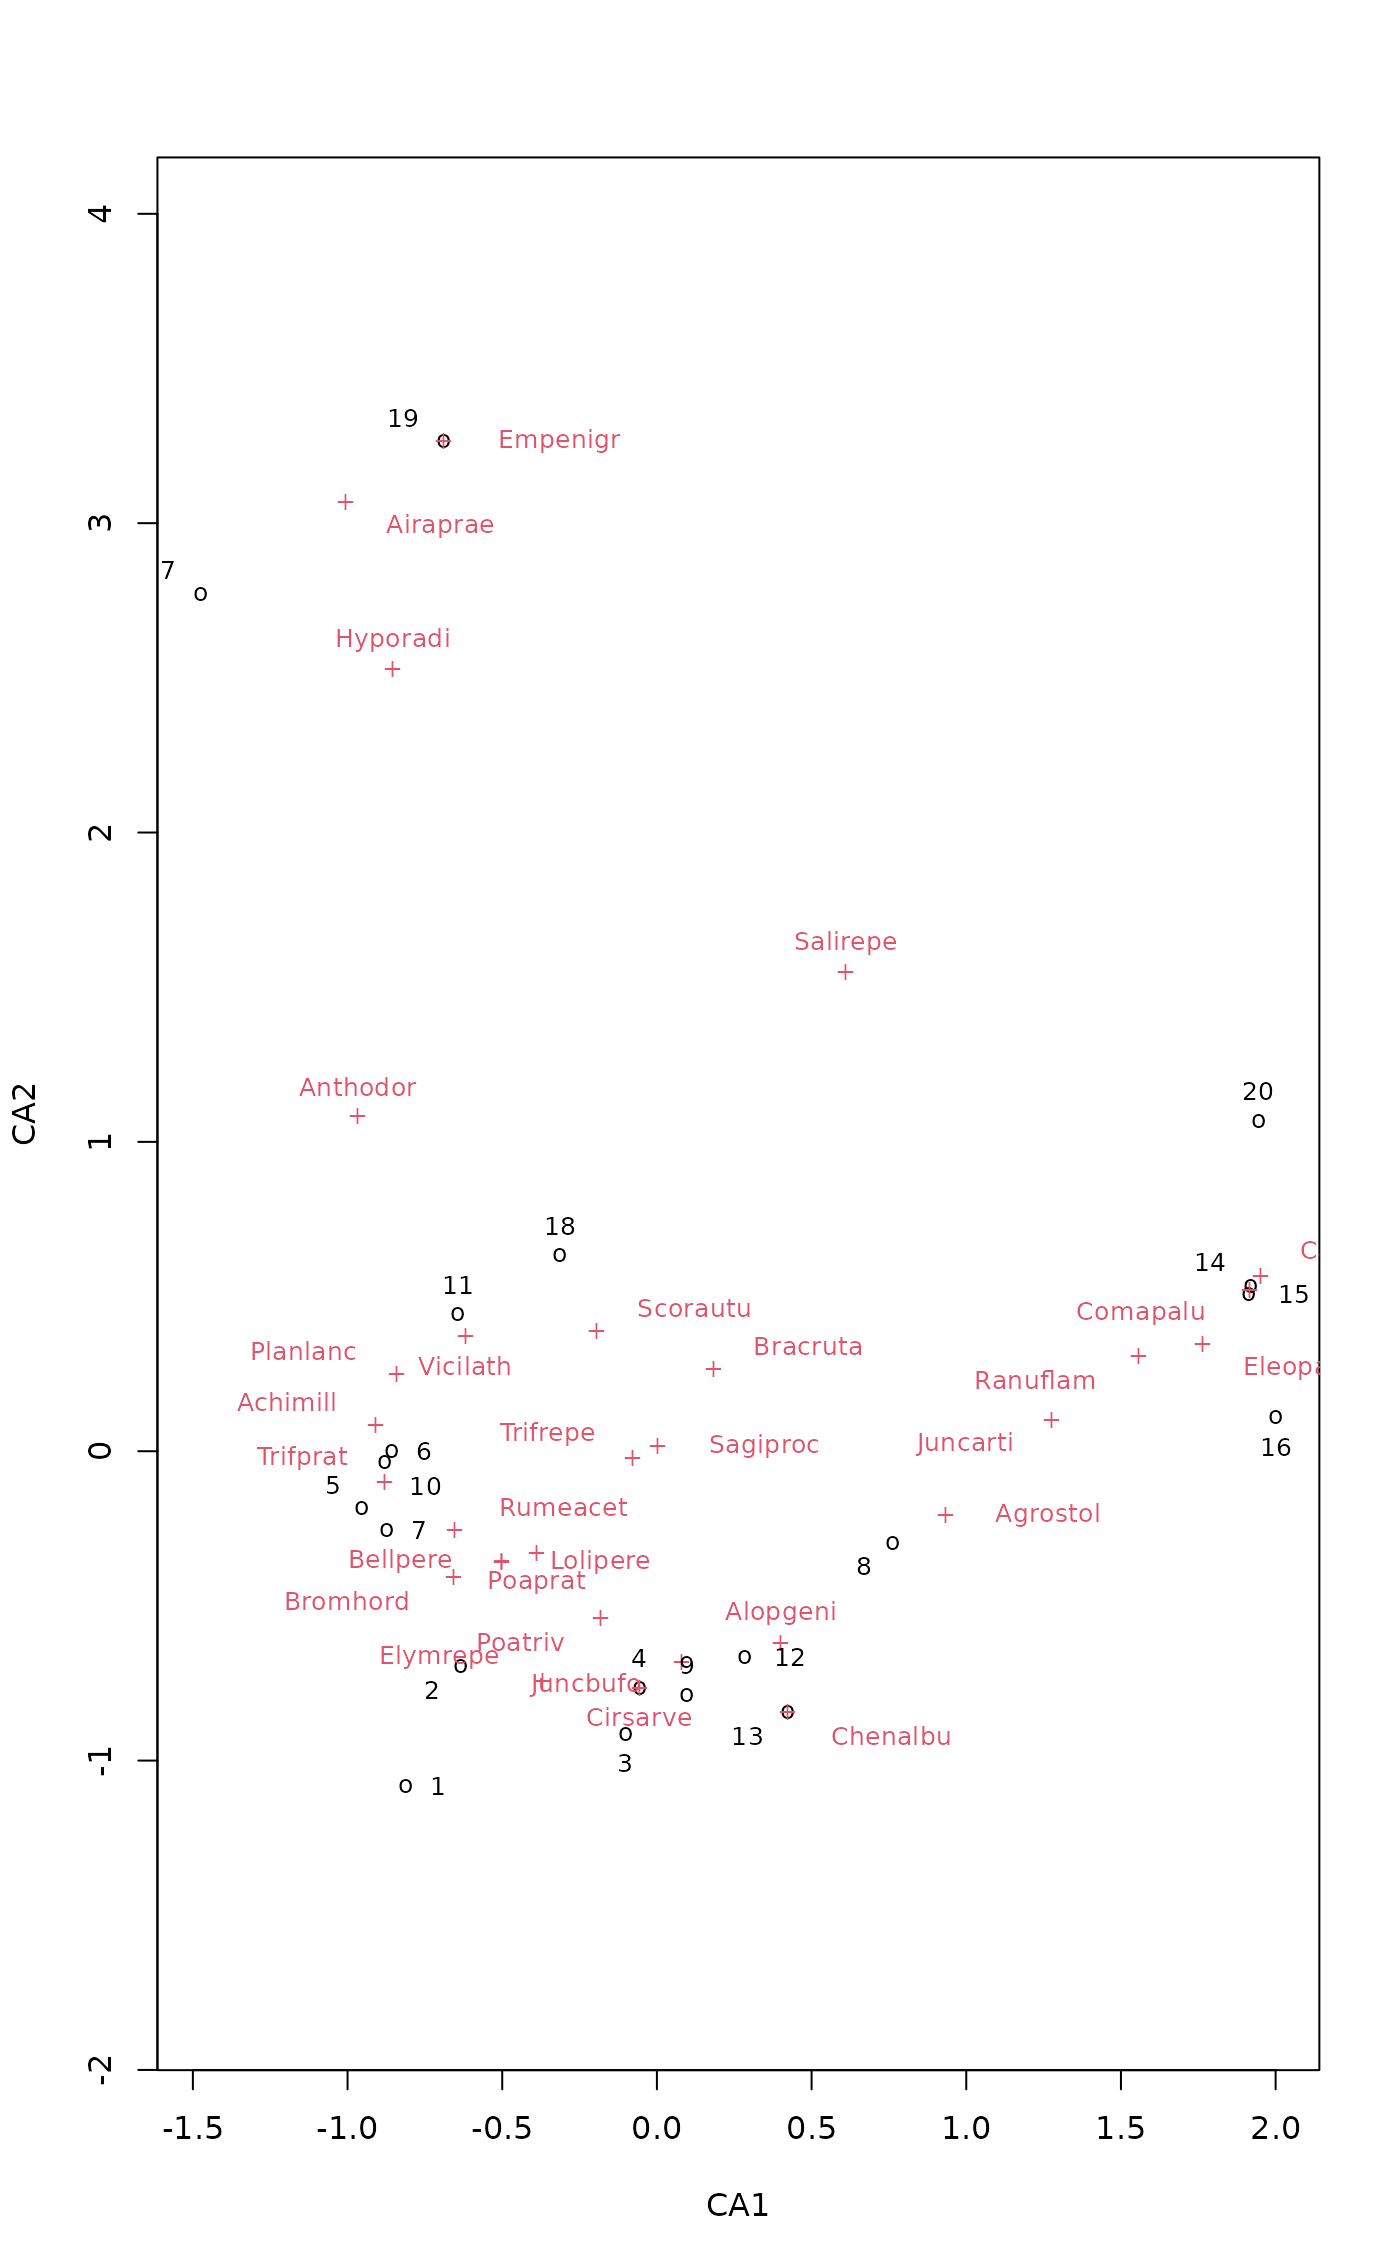 4
19
Empenigr
3
Airaprae
7
Hyporadi
2
Salirepe
Anthodor
20
CA2
1
18
14
C
11
15
Scorautu
Comapalu
Planlanc
Vicilath
Bracruta
Eleopa
Ranuflam
Achimill
Trifrepe
Sagiproc
Juncarti
0
Trifprat
6
16
5
10
Rumeacet
Agrostol
7
Bellpere
Lolipere
8
Poaprat
Bromhord
Alopgeni
Poatriv
Elymrepe
4
9
12
2
Juncbufo
Cirsarve
13
Chenalbu
3
-1
1
-2
-1.5 -1.0 -0.5 0.0 0.5 1.0 1.5 2.0
CA1